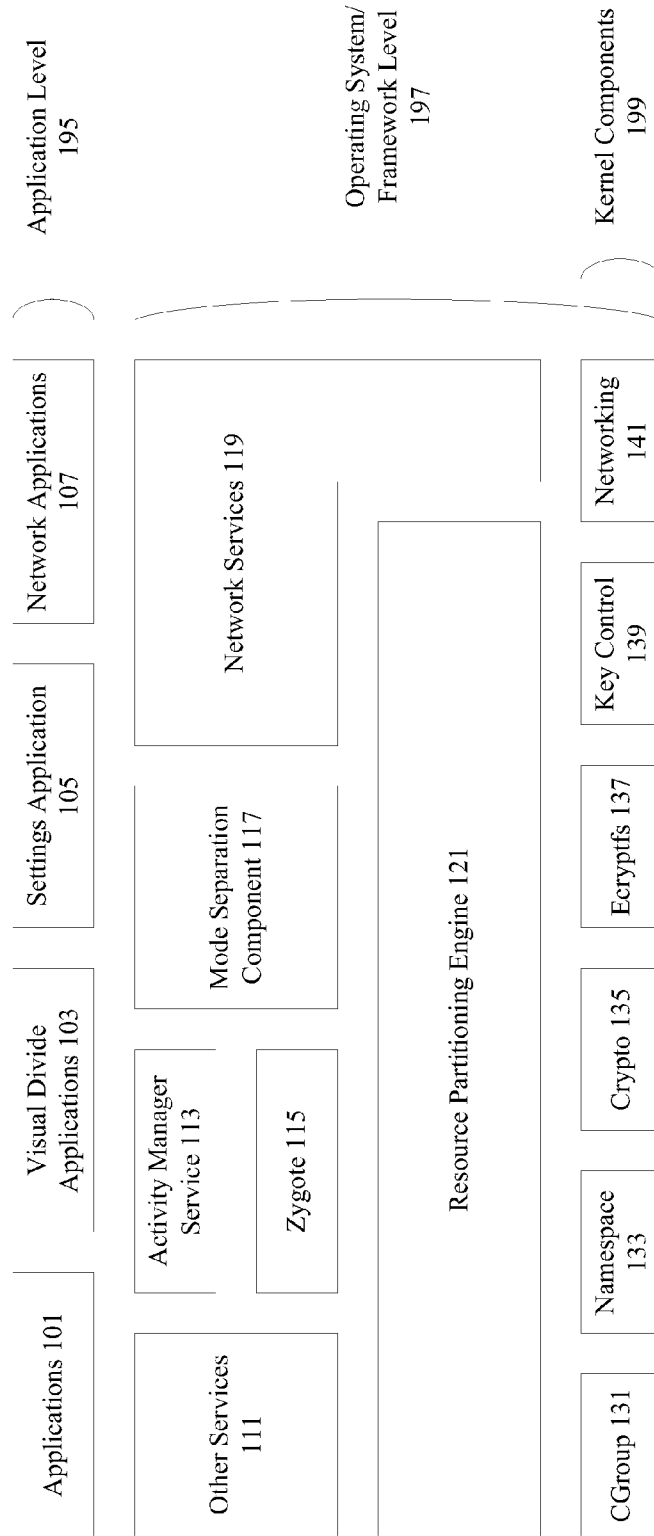 Applications 101
Visual Divide
Applications 103
Settings Application
105
Network Applications
107
Application Level
195
Other Services
111
Activity Manager
Service 113
Zygote 115
Mode Separation
Component 117
Network Services 119
Resource Partitioning Engine 121
Operating System/
Framework Level
197
CGroup 131
Namespace
133
Crypto 135
Ecryptfs 137
Key Control
139
Networking
141
Kernel Components
199